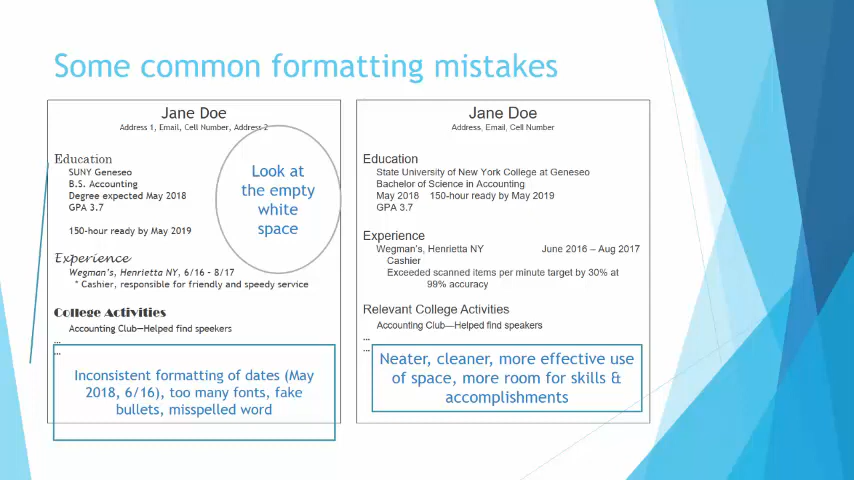 Some common formatting mistakes
Jane Doe
Address 1, Email, Cell Number, Address 2
Education
SUNY Geneseo
B.S. Accounting
Degree expected May 2018
GPA 3.7
150-hour ready by May 2019
Experience
Wegman's, Henrietta NY, 6/16 – 8/17
* Cashier, responsible for friendly and speedy service
College Activities
Accounting Club—Helped find speekers
...
...
Look at
the empty
white
space
Inconsistent formatting of dates (May
2018, 6/16), too many fonts, fake
bullets, misspelled word
Jane Doe
Address, Email, Cell Number
Education
State University of New York College at Geneseo
Bachelor of Science in Accounting
May 2018 150-hour ready by May 2019
GPA 3.7
Experience
Wegman's, Henrietta NY June 2016 – Aug 2017
Cashier
Exceeded scanned items per minute target by 30% at
99% accuracy
Relevant College Activities
Accounting Club—Helped find speakers
...
...
Neater, cleaner, more effective use
of space, more room for skills &
accomplishments